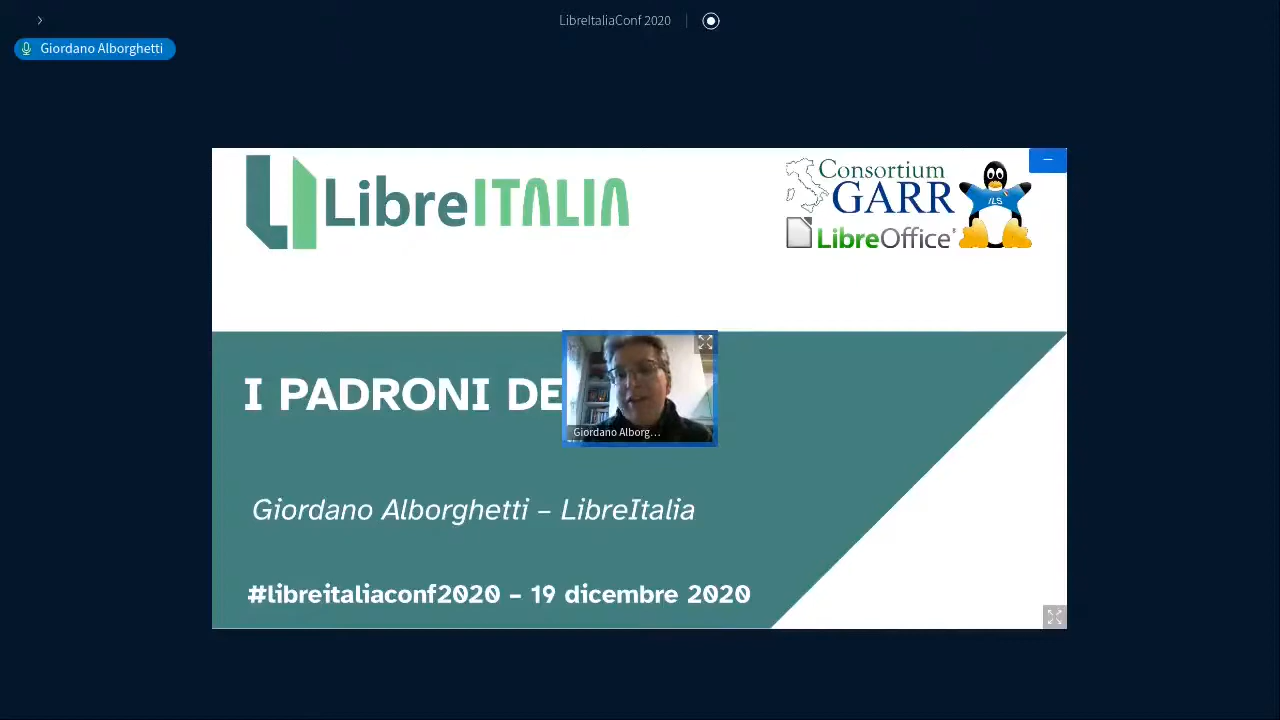 LibreItaliaConf 2020
Giordano Alborghetti
LibreITALIA
Consortium
GARR
ILS
LibreOffice
I PADRONI DE
Giordano Alborg…
Giordano Alborghetti – LibreItalia
#libreitaliaconf2020 – 19 dicembre 2020